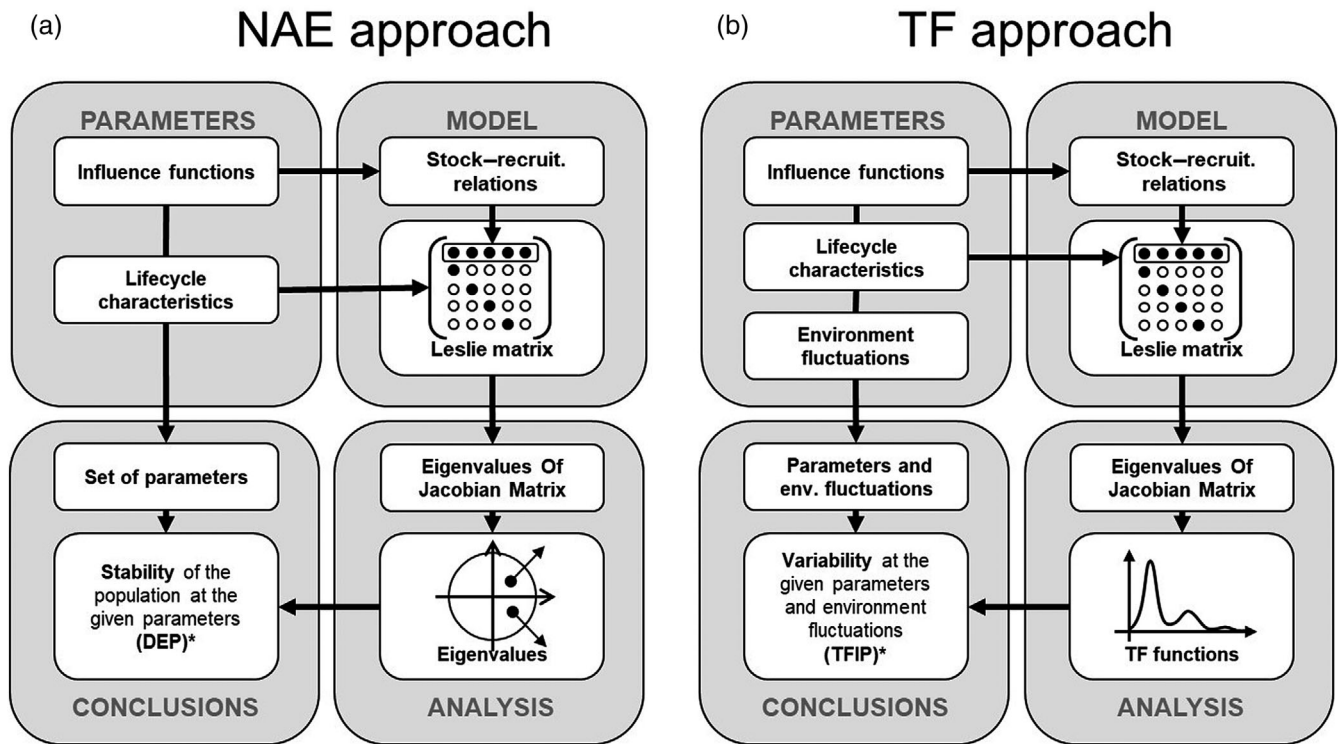 (a)
NAE approach
PARAMETERS
Influence functions
Lifecycle
characteristics
MODEL
Stock–recruit.
relations
Leslie matrix
Set of parameters
Stability of the
population at the
given parameters
(DEP)*
CONCLUSIONS
Eigenvalues Of
Jacobian Matrix
Eigenvalues
ANALYSIS
(b)
TF approach
PARAMETERS
Influence functions
Lifecycle
characteristics
Environment
fluctuations
MODEL
Stock–recruit.
relations
Leslie matrix
Parameters and
env. fluctuations
Variability at the
given parameters
and environment
fluctuations
(TFIP)*
CONCLUSIONS
Eigenvalues Of
Jacobian Matrix
TF functions
ANALYSIS